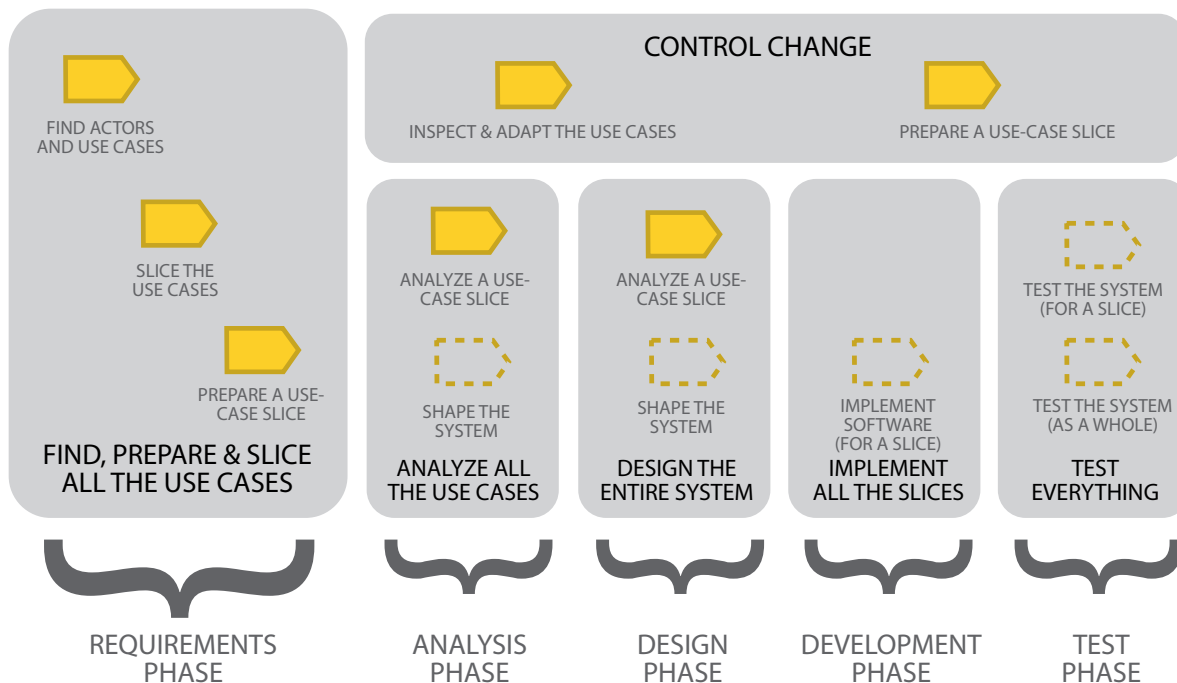 FIND ACTORS
AND USE CASES
SLICE THE
USE CASES
PREPARE A USE-
CASE SLICE
FIND, PREPARE & SLICE
ALL THE USE CASES
CONTROL CHANGE
INSPECT & ADAPT THE USE CASES
PREPARE A USE-CASE SLICE
ANALYZE A USE-
CASE SLICE
SHAPE THE
SYSTEM
ANALYZE ALL
THE USE CASES
ANALYZE A USE-
CASE SLICE
SHAPE THE
SYSTEM
DESIGN THE
ENTIRE SYSTEM
IMPLEMENT
SOFTWARE
(FOR A SLICE)
IMPLEMENT
ALL THE SLICES
TEST THE SYSTEM
(FOR A SLICE)
TEST THE SYSTEM
(AS A WHOLE)
TEST
EVERYTHING
REQUIREMENTS
PHASE
ANALYSIS
PHASE
DESIGN
PHASE
DEVELOPMENT
PHASE
TEST
PHASE